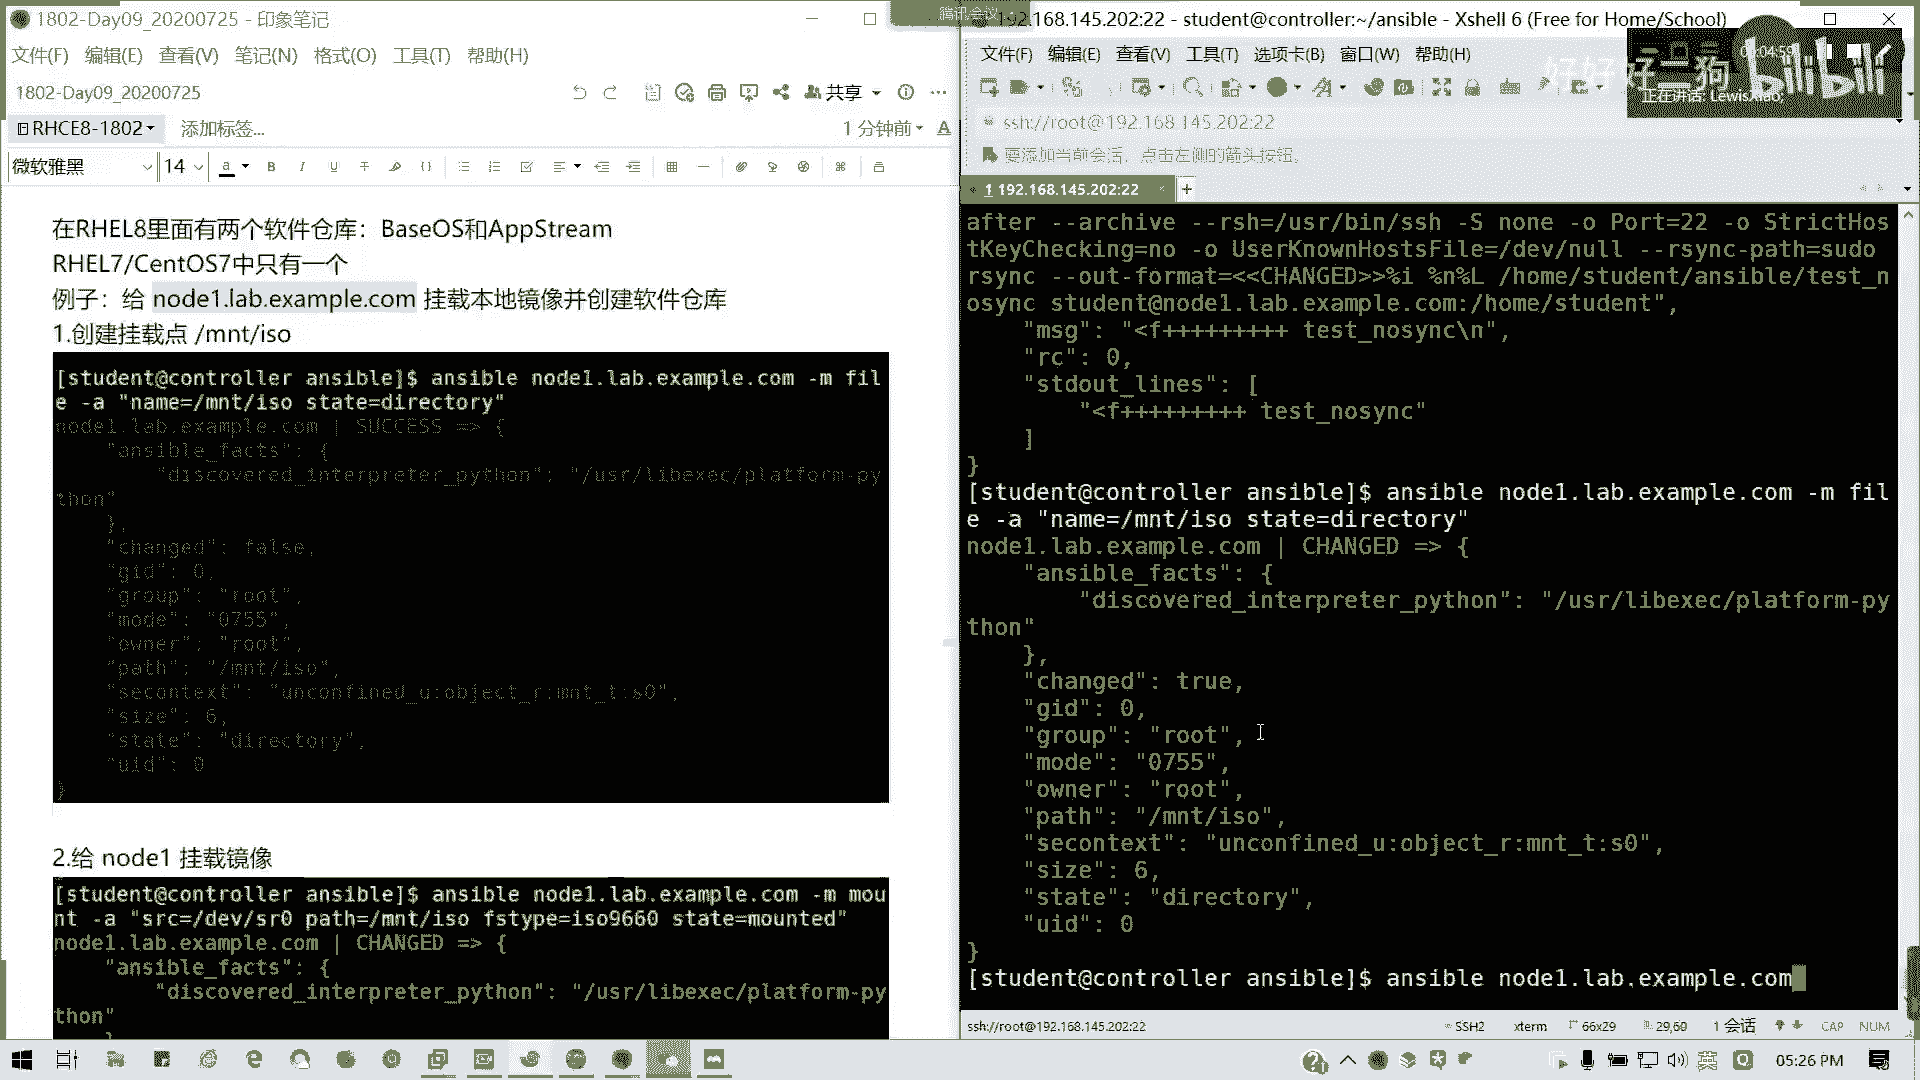 1802-Day09_20200725 - 印象笔记
文件(F) 编辑(E) 查看(V) 笔记(N) 格式(O) 工具(T) 帮助(H)
1802-Day09_20200725
共享
RHCE8-1802 添加标签...
1 分钟前
微软雅黑 14
在RHEL8里面有两个软件仓库：BaseOS和AppStream
RHEL7/CentOS7中只有一个
例子：给 node1.lab.example.com 挂载本地镜像并创建软件仓库
1.创建挂载点 /mnt/iso
[student@controller ansible]$ ansible node1.lab.example.com -m fil
e -a "name=/mnt/iso state=directory"
node1.lab.example.com | SUCCESS => {
"ansible_facts": {
"discovered_interpreter_python": "/usr/libexec/platform-py
thon"
},
"changed": false,
"gid": 0,
"group": "root",
"mode": "0755",
"owner": "root",
"path": "/mnt/iso",
"secontext": "unconfined_u:object_r:mnt_t:s0",
"size": 6,
"state": "directory",
"uid": 0
}
2.给 node1 挂载镜像
[student@controller ansible]$ ansible node1.lab.example.com -m mou
nt -a "src=/dev/sr0 path=/mnt/iso fstype=iso9660 state=mounted"
node1.lab.example.com | CHANGED => {
"ansible_facts": {
"discovered_interpreter_python": "/usr/libexec/platform-py
thon"
腾讯会议
192.168.145.202:22 - student@controller:~/ansible - Xshell 6 (Free for Home/School)
文件(F) 编辑(E) 查看(V) 工具(T) 选项卡(B) 窗口(W) 帮助(H)
04:59
bilibili
正在讲话: LewisXiao;
ssh://root@192.168.145.202:22
要添加当前会话，点击左侧的箭头按钮。
1 192.168.145.202:22
after --archive --rsh=/usr/bin/ssh -S none -o Port=22 -o StrictHos
tKeyChecking=no -o UserKnownHostsFile=/dev/null --rsync-path=sudo
rsync --out-format=<<CHANGED>>%i %n%L /home/student/ansible/test_n
osync student@node1.lab.example.com:/home/student",
"msg": "<f+++++++++ test_nosync\n",
"rc": 0,
"stdout_lines": [
"<f+++++++++ test_nosync"
]
}
[student@controller ansible]$ ansible node1.lab.example.com -m fil
e -a "name=/mnt/iso state=directory"
node1.lab.example.com | CHANGED => {
"ansible_facts": {
"discovered_interpreter_python": "/usr/libexec/platform-py
thon"
},
"changed": true,
"gid": 0,
"group": "root",
"mode": "0755",
"owner": "root",
"path": "/mnt/iso",
"secontext": "unconfined_u:object_r:mnt_t:s0",
"size": 6,
"state": "directory",
"uid": 0
}
[student@controller ansible]$ ansible node1.lab.example.com
ssh://root@192.168.145.202:22
SSH2 xterm 66x29 29,60 1 会话 CAP NUM
英
05:26 PM